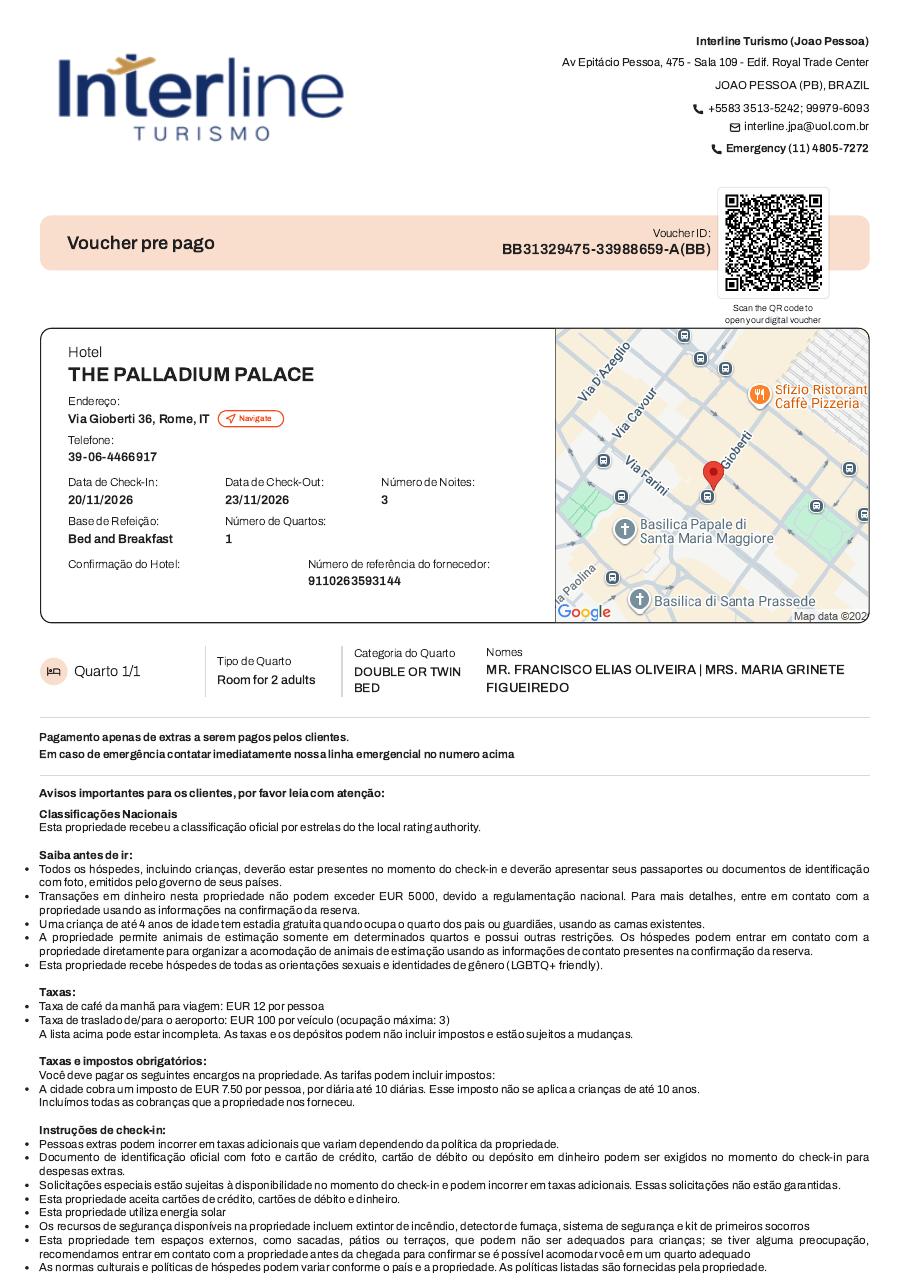 Interline
TURISMO
Interline Turismo (Joao Pessoa)
Av Epitácio Pessoa, 475 - Sala 109 - Edif. Royal Trade Center
JOAO PESSOA (PB), BRAZIL
+5583 3513-5242; 99979-6093
interline.jpa@uol.com.br
Emergency (11) 4805-7272
Voucher pre pago
Voucher ID:
BB31329475-33988659-A(BB)
Scan the QR code to
open your digital voucher
Hotel
THE PALLADIUM PALACE
Endereço:
Via Gioberti 36, Rome, IT Navigate
Telefone:
39-06-4466917
Data de Check-In: Data de Check-Out: Número de Noites:
20/11/2026 23/11/2026 3
Base de Refeição: Número de Quartos:
Bed and Breakfast 1
Confirmação do Hotel: Número de referência do fornecedor:
9110263593144
Via D'Azeglio
Via Cavour
Sfizio Ristorant
Caffè Pizzeria
Gioberti
Via Farini
Basilica Papale di
Santa Maria Maggiore
ia Paolina
Basilica di Santa Prassede
Google
Map data ©202
Quarto 1/1
Tipo de Quarto
Room for 2 adults
Categoria do Quarto
DOUBLE OR TWIN
BED
Nomes
MR. FRANCISCO ELIAS OLIVEIRA | MRS. MARIA GRINETE
FIGUEIREDO
Pagamento apenas de extras a serem pagos pelos clientes.
Em caso de emergência contatar imediatamente nossa linha emergencial no numero acima
Avisos importantes para os clientes, por favor leia com atenção:
Classificações Nacionais
Esta propriedade recebeu a classificação oficial por estrelas do the local rating authority.
Saiba antes de ir:
• Todos os hóspedes, incluindo crianças, deverão estar presentes no momento do check-in e deverão apresentar seus passaportes ou documentos de identificação
com foto, emitidos pelo governo de seus países.
• Transações em dinheiro nesta propriedade não podem exceder EUR 5000, devido a regulamentação nacional. Para mais detalhes, entre em contato com a
propriedade usando as informações na confirmação da reserva.
• Uma criança de até 4 anos de idade tem estadia gratuita quando ocupa o quarto dos pais ou guardiães, usando as camas existentes.
• A propriedade permite animais de estimação somente em determinados quartos e possui outras restrições. Os hóspedes podem entrar em contato com a
propriedade diretamente para organizar a acomodação de animais de estimação usando as informações de contato presentes na confirmação da reserva.
• Esta propriedade recebe hóspedes de todas as orientações sexuais e identidades de gênero (LGBTQ+ friendly).
Taxas:
• Taxa de café da manhã para viagem: EUR 12 por pessoa
• Taxa de traslado de/para o aeroporto: EUR 100 por veículo (ocupação máxima: 3)
A lista acima pode estar incompleta. As taxas e os depósitos podem não incluir impostos e estão sujeitos a mudanças.
Taxas e impostos obrigatórios:
Você deve pagar os seguintes encargos na propriedade. As tarifas podem incluir impostos:
• A cidade cobra um imposto de EUR 7.50 por pessoa, por diária até 10 diárias. Esse imposto não se aplica a crianças de até 10 anos.
Incluímos todas as cobranças que a propriedade nos forneceu.
Instruções de check-in:
• Pessoas extras podem incorrer em taxas adicionais que variam dependendo da política da propriedade.
• Documento de identificação oficial com foto e cartão de crédito, cartão de débito ou depósito em dinheiro podem ser exigidos no momento do check-in para
despesas extras.
• Solicitações especiais estão sujeitas à disponibilidade no momento do check-in e podem incorrer em taxas adicionais. Essas solicitações não estão garantidas.
• Esta propriedade aceita cartões de crédito, cartões de débito e dinheiro.
• Esta propriedade utiliza energia solar
• Os recursos de segurança disponíveis na propriedade incluem extintor de incêndio, detector de fumaça, sistema de segurança e kit de primeiros socorros
• Esta propriedade tem espaços externos, como sacadas, pátios ou terraços, que podem não ser adequados para crianças; se tiver alguma preocupação,
recomendamos entrar em contato com a propriedade antes da chegada para confirmar se é possível acomodar você em um quarto adequado
• As normas culturais e políticas de hóspedes podem variar conforme o país e a propriedade. As políticas listadas são fornecidas pela propriedade.